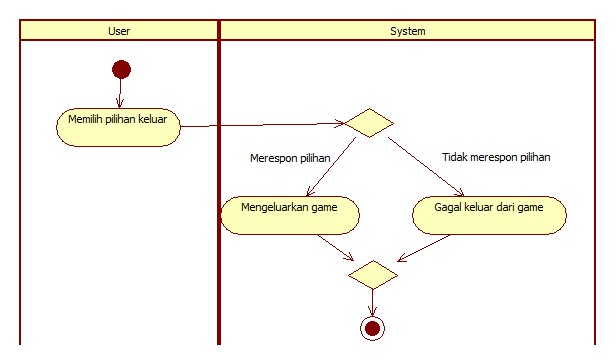 User
System
Memilih pilihan keluar
Merespon pilihan
Tidak merespon pilihan
Mengeluarkan game
Gagal keluar dari game